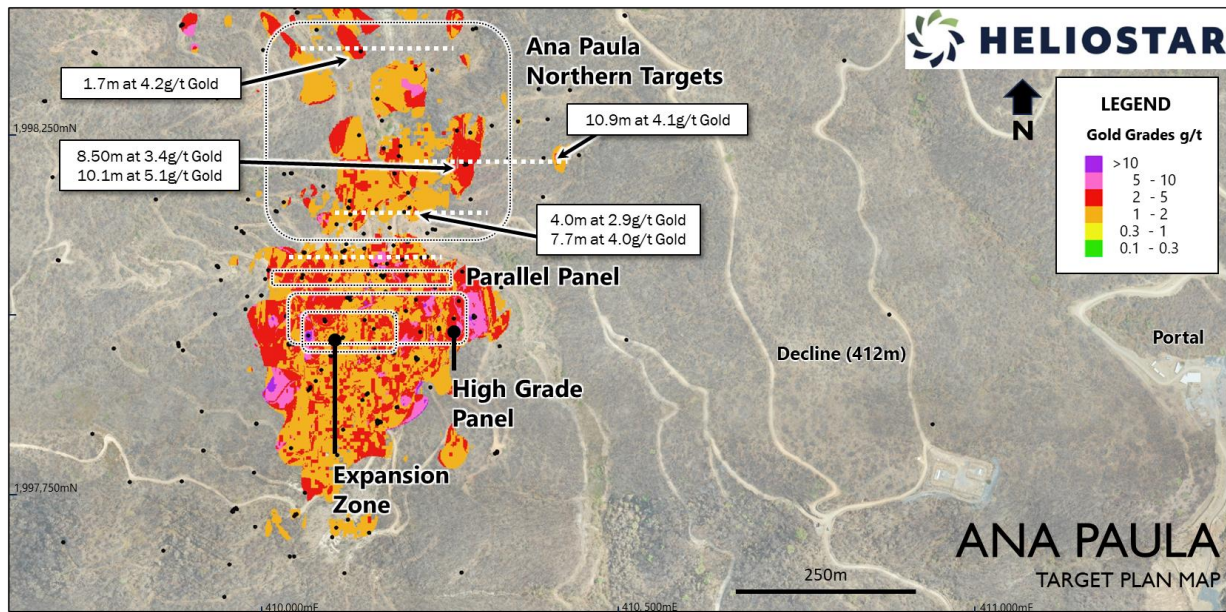 HELIOSTAR
Ana Paula
Northern Targets
1.7m at 4.2g/t Gold
10.9m at 4.1g/t Gold
N
LEGEND
Gold Grades g/t
>10
5 - 10
2 - 5
1 - 2
0.3 - 1
0.1 - 0.3
1,998,250mN
8.50m at 3.4g/t Gold
10.1m at 5.1g/t Gold
4.0m at 2.9g/t Gold
7.7m at 4.0g/t Gold
Parallel Panel
Decline (412m)
Portal
High Grade
Panel
Expansion
Zone
1,997,750mN
ANA PAULA
TARGET PLAN MAP
250m
410,000mE
410,500mE
411,000mE